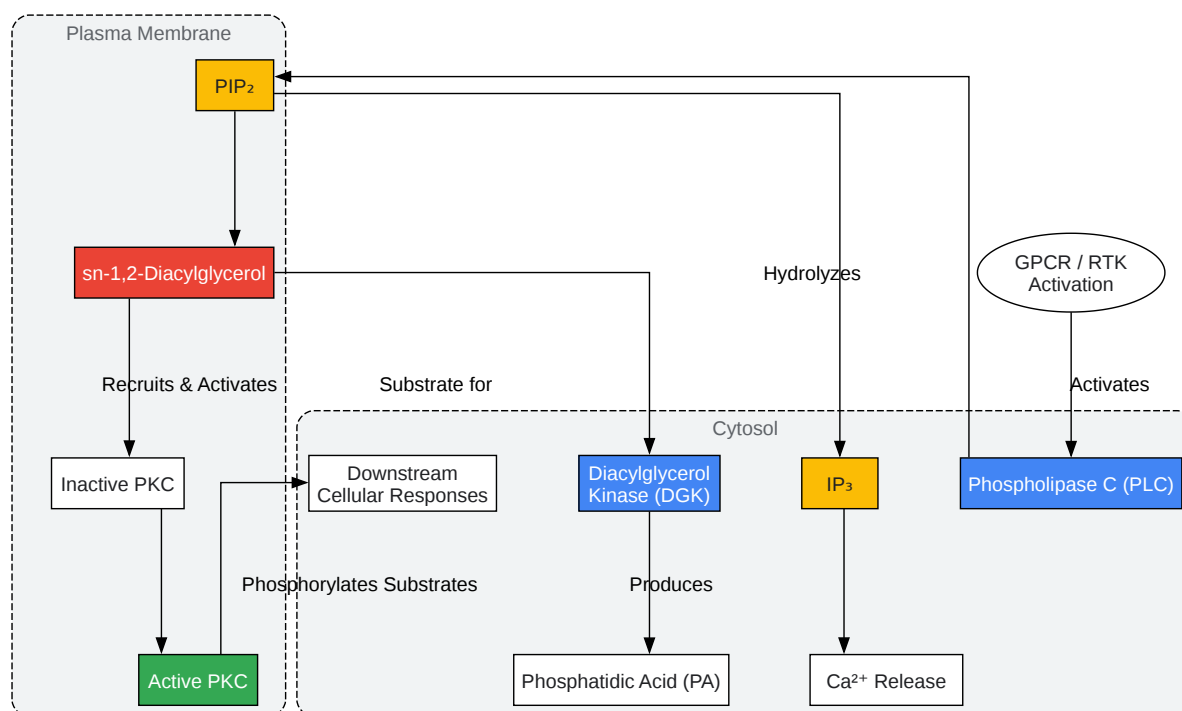 Plasma Membrane
PIP₂
sn-1,2-Diacylglycerol
Hydrolyzes
GPCR / RTK
Activation
Recruits & Activates
Substrate for
Activates
Cytosol
Inactive PKC
Downstream
Cellular Responses
Diacylglycerol
Kinase (DGK)
IP₃
Phospholipase C (PLC)
Phosphorylates Substrates
Produces
Active PKC
Phosphatidic Acid (PA)
Ca²⁺ Release